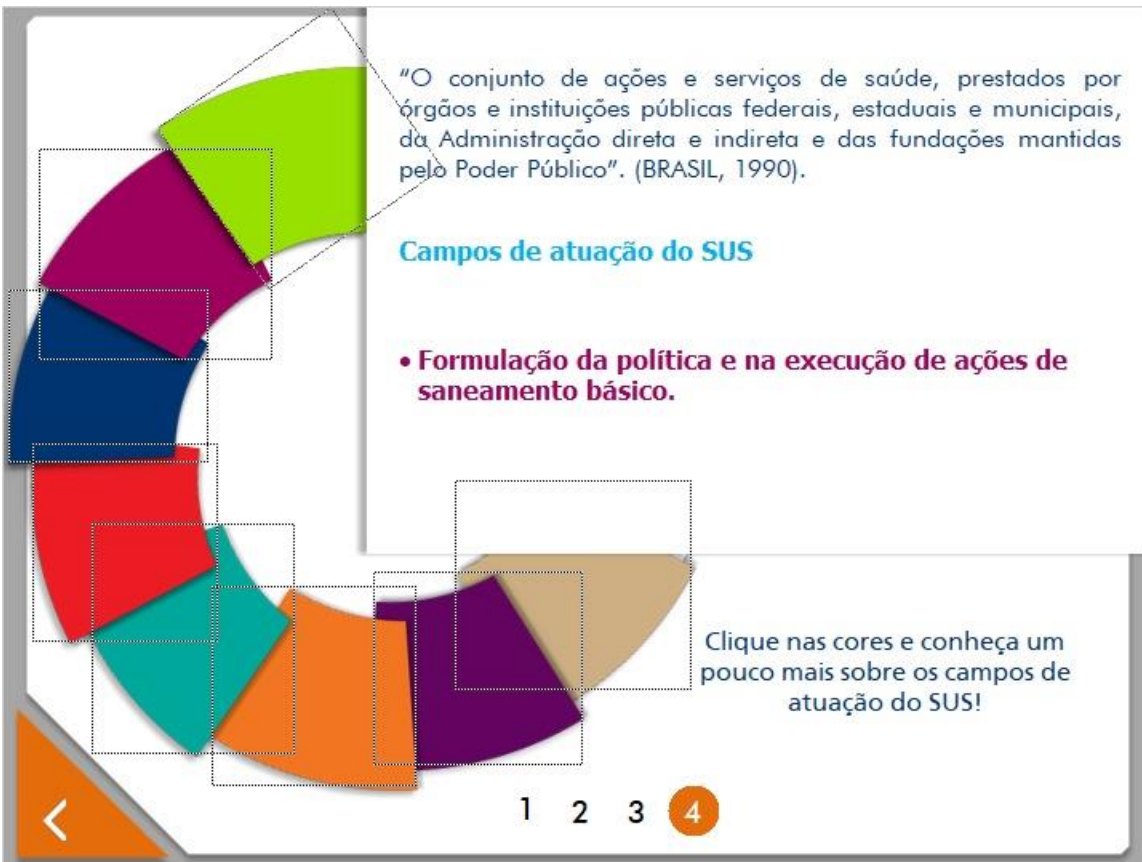 “O conjunto de ações e serviços de saúde, prestados por
órgãos e instituições públicas federais, estaduais e municipais,
da Administração direta e indireta e das fundações mantidas
pelo Poder Público”. (BRASIL, 1990).
Campos de atuação do SUS
• Formulação da política e na execução de ações de
saneamento básico.
Clique nas cores e conheça um
pouco mais sobre os campos de
atuação do SUS!
1 2 3 4